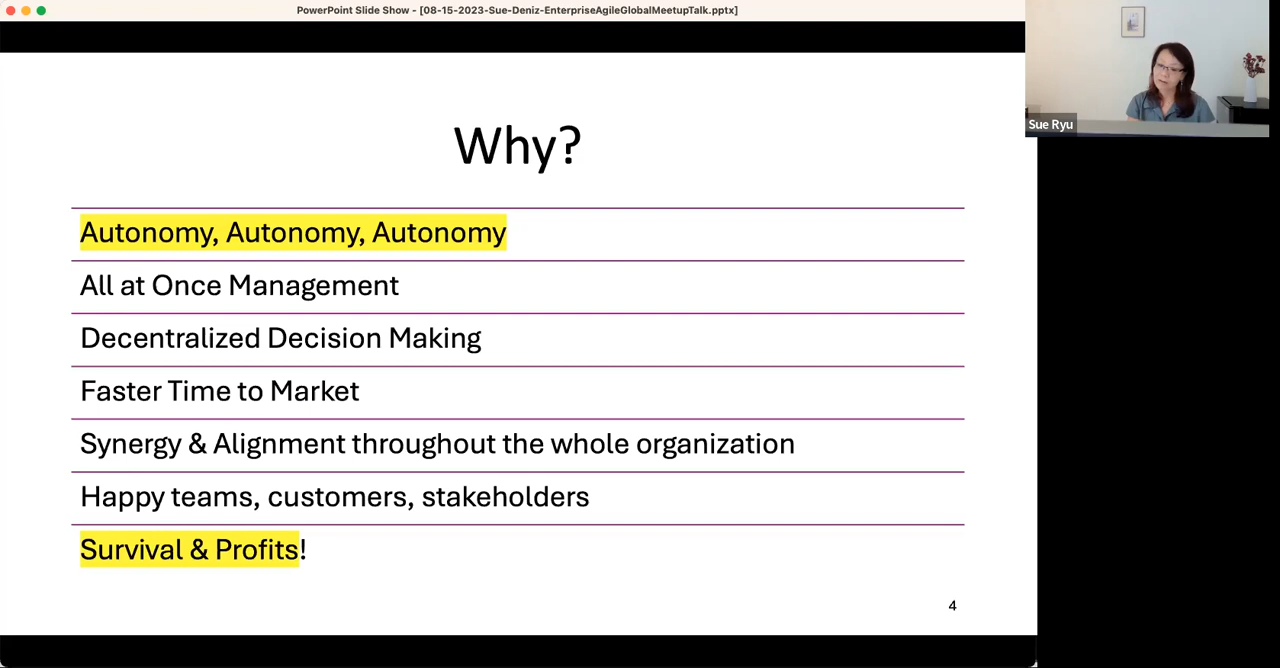 PowerPoint Slide Show - [08-15-2023-Sue-Deniz-EnterpriseAgileGlobalMeetupTalk.pptx]
Sue Ryu
Why?
Autonomy, Autonomy, Autonomy
All at Once Management
Decentralized Decision Making
Faster Time to Market
Synergy & Alignment throughout the whole organization
Happy teams, customers, stakeholders
Survival & Profits!
4